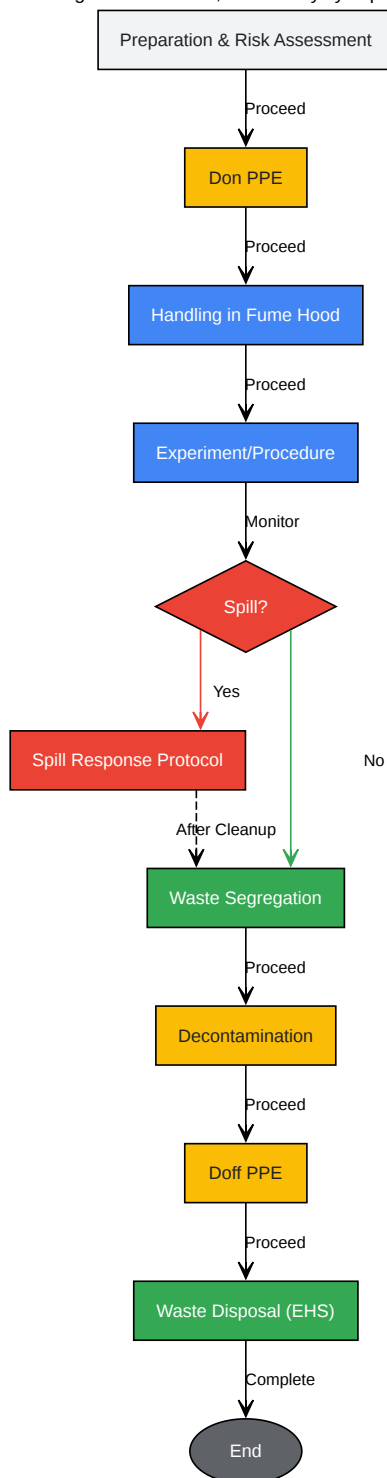 Preparation & Risk Assessment
Proceed
Don PPE
Proceed
Handling in Fume Hood
Proceed
Experiment/Procedure
Monitor
Spill?
Yes
Spill Response Protocol
No
After Cleanup
Waste Segregation
Proceed
Decontamination
Proceed
Doff PPE
Proceed
Waste Disposal (EHS)
Complete
End